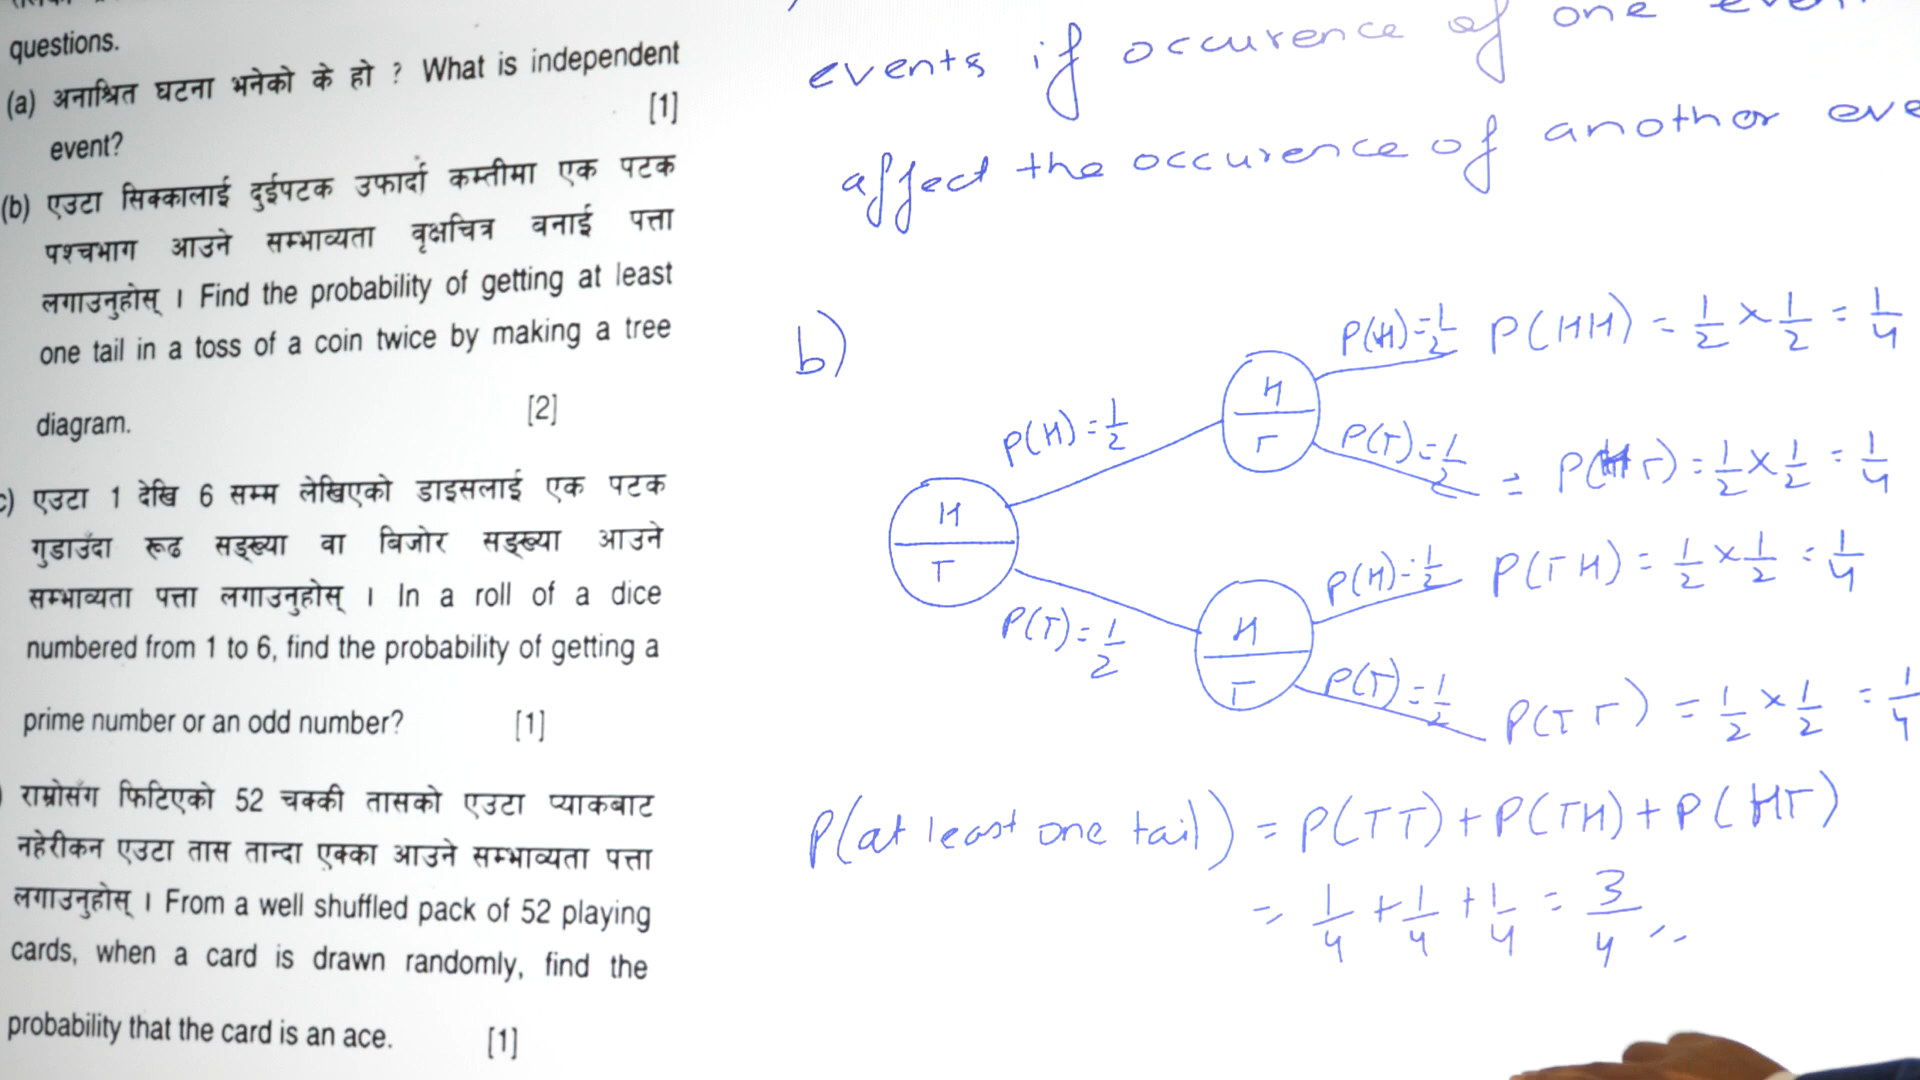 questions.
(a) अनाश्रित घटना भनेको के हो ? What is independent
event? [1]
(b) एउटा सिक्कालाई दुईपटक उफार्दा कम्तीमा एक पटक
पश्चभाग आउने सम्भाव्यता वृक्षचित्र बनाई पत्ता
लगाउनुहोस् । Find the probability of getting at least
one tail in a toss of a coin twice by making a tree
diagram. [2]
c) एउटा 1 देखि 6 सम्म लेखिएको डाइसलाई एक पटक
गुडाउँदा रूढ सङ्ख्या वा बिजोर सङ्ख्या आउने
सम्भाव्यता पत्ता लगाउनुहोस् । In a roll of a dice
numbered from 1 to 6, find the probability of getting a
prime number or an odd number? [1]
) राम्रोसँग फिटिएको 52 चक्की तासको एउटा प्याकबाट
नहेरीकन एउटा तास तान्दा एक्का आउने सम्भाव्यता पत्ता
लगाउनुहोस् । From a well shuffled pack of 52 playing
cards, when a card is drawn randomly, find the
probability that the card is an ace. [1]
events if occurence of one
affect the occurence of another eve
b)
P(H)=1/2 P(HH) = 1/2 × 1/2 = 1/4
H
T
P(H)=1/2
P(T)=1/2 = P(HT) = 1/2 × 1/2 = 1/4
H
T
P(H)=1/2 P(TH) = 1/2 × 1/2 = 1/4
P(T)=1/2
H
T
P(T)=1/2 P(TT) = 1/2 × 1/2 = 1/4
P(at least one tail) = P(TT)+P(TH)+P(HT)
= 1/4 + 1/4 + 1/4 = 3/4